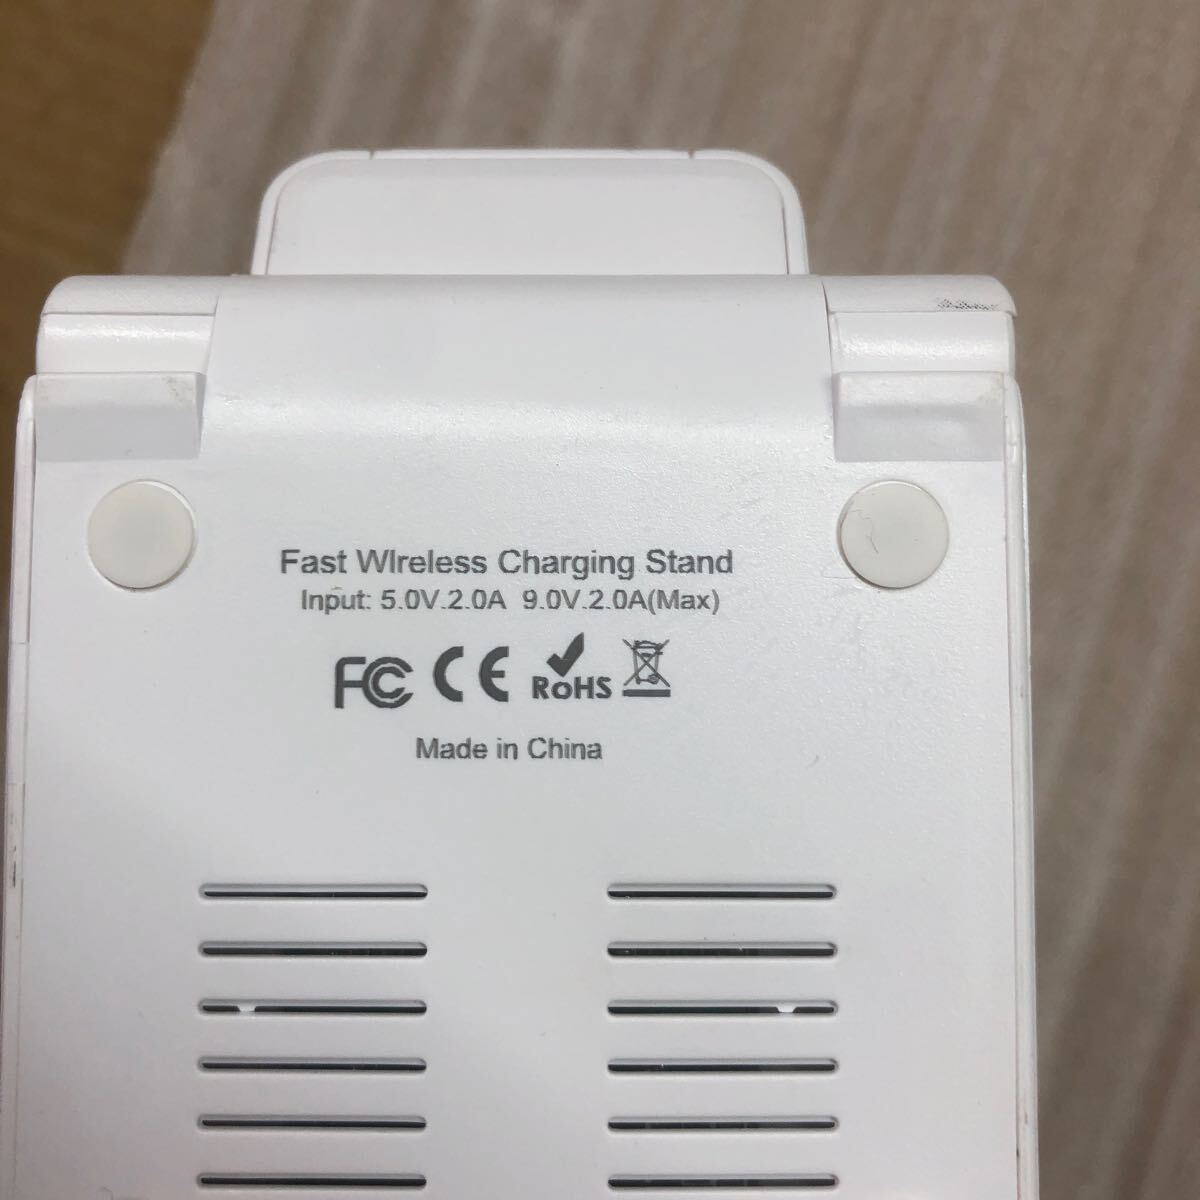 Fast WIreless Charging Stand
Input: 5.0V.2.0A 9.0V.2.0A(Max)
FC CE RoHS
Made in China